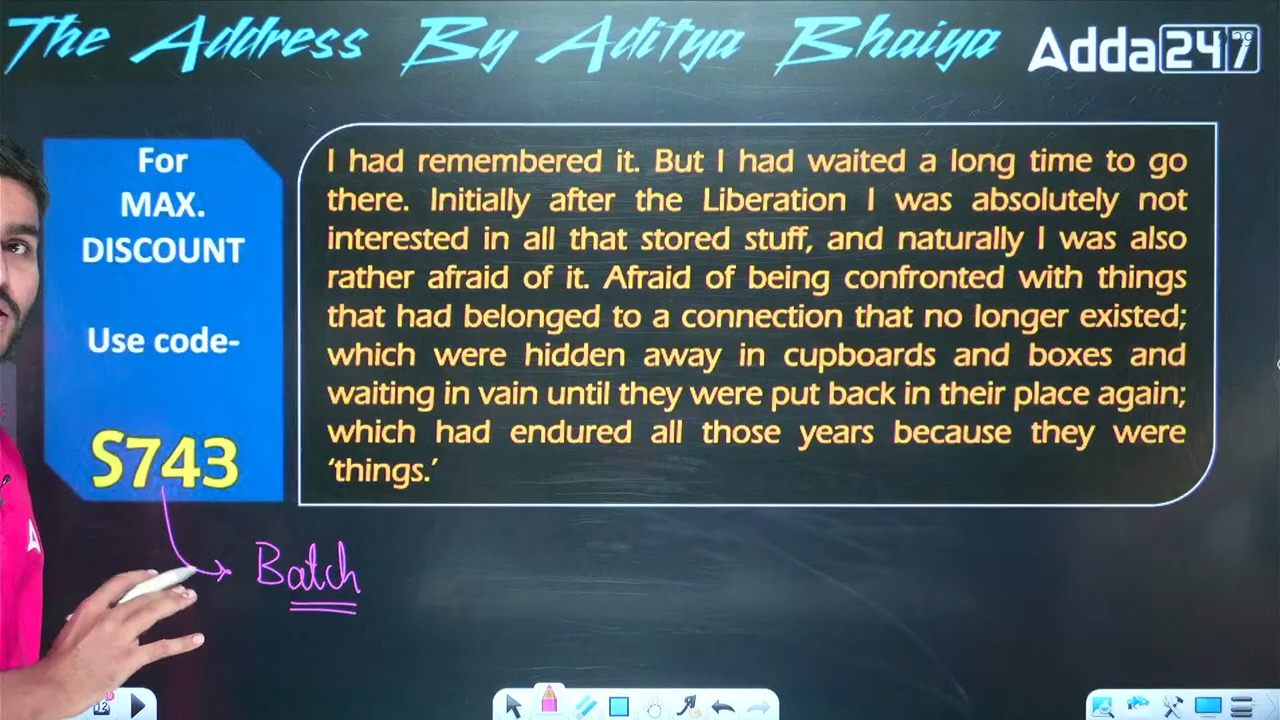 The Address By Aditya Bhaiya
Adda247
For
MAX.
DISCOUNT
Use code-
S743
I had remembered it. But I had waited a long time to go
there. Initially after the Liberation I was absolutely not
interested in all that stored stuff, and naturally I was also
rather afraid of it. Afraid of being confronted with things
that had belonged to a connection that no longer existed;
which were hidden away in cupboards and boxes and
waiting in vain until they were put back in their place again;
which had endured all those years because they were
‘things.’
Batch